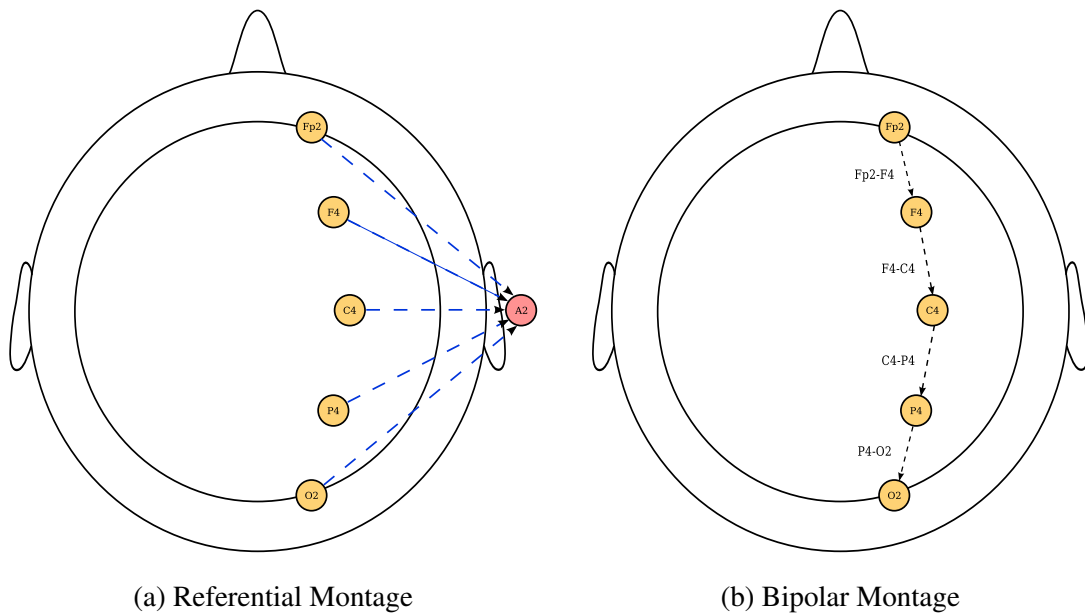 Fp2
F4
C4
A2
P4
O2
(a) Referential Montage
Fp2
Fp2-F4
F4
F4-C4
C4
C4-P4
P4
P4-O2
O2
(b) Bipolar Montage